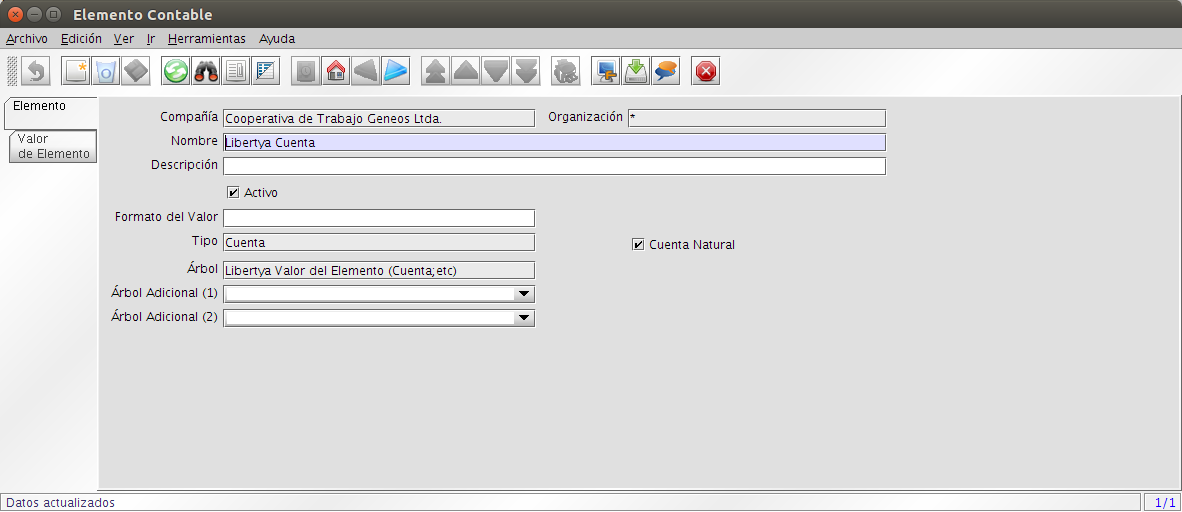 Elemento Contable
Archivo Edición Ver Ir Herramientas Ayuda
Elemento
Valor
de Elemento
Compañía Cooperativa de Trabajo Geneos Ltda. Organización *
Nombre Libertya Cuenta
Descripción
Activo
Formato del Valor
Tipo Cuenta Cuenta Natural
Árbol Libertya Valor del Elemento (Cuenta;etc)
Árbol Adicional (1)
Árbol Adicional (2)
Datos actualizados 1/1